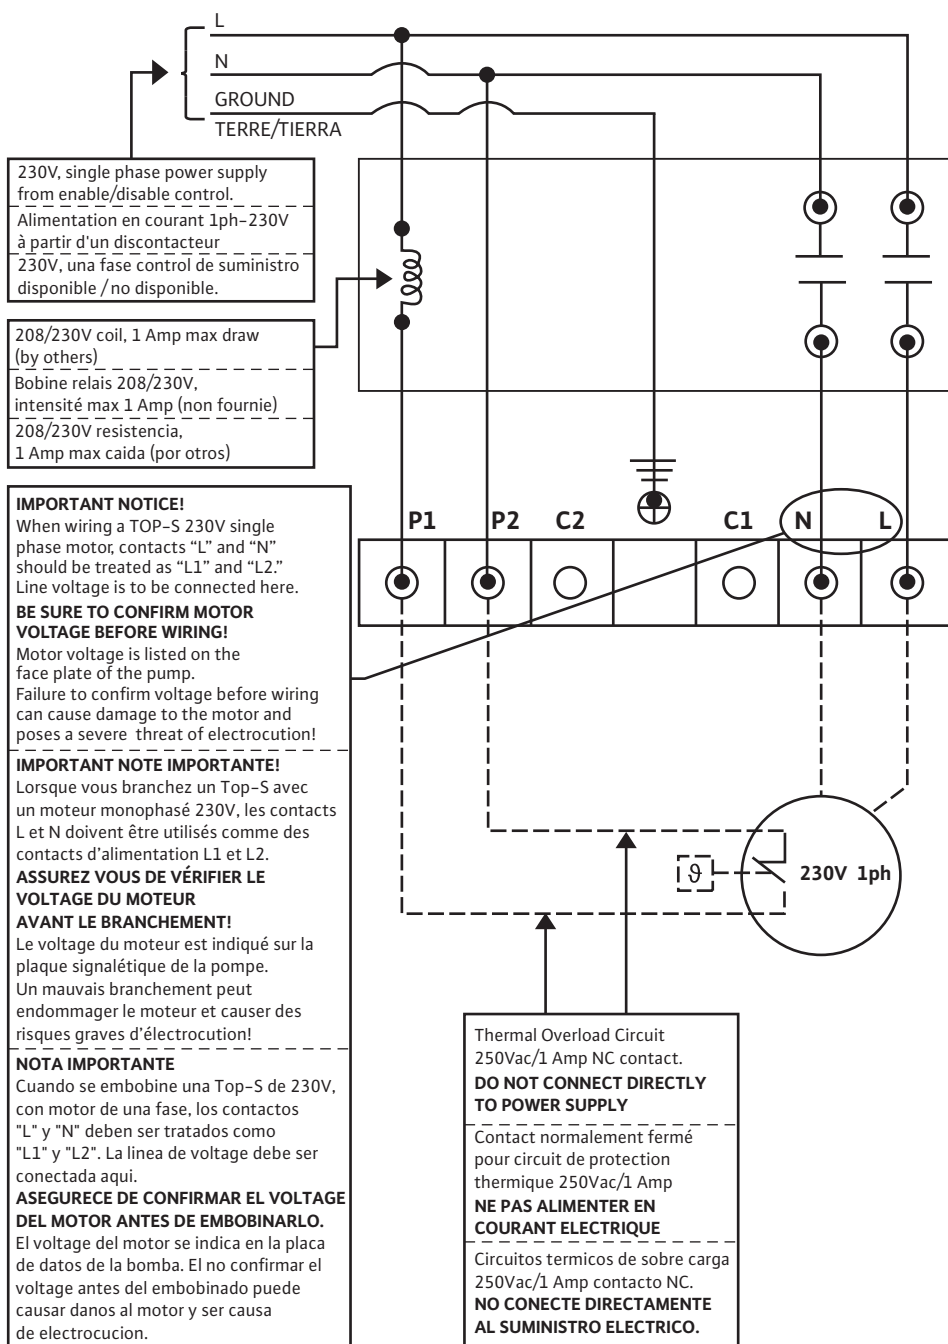 L
N
GROUND
TERRE/TIERRA
230V, single phase power supply
from enable/disable control.
Alimentation en courant 1ph-230V
à partir d'un discontacteur
230V, una fase control de suministro
disponible / no disponible.
208/230V coil, 1 Amp max draw
(by others)
Bobine relais 208/230V,
intensité max 1 Amp (non fournie)
208/230V resistencia,
1 Amp max caida (por otros)
P1 P2 C2 C1 N L
IMPORTANT NOTICE!
When wiring a TOP-S 230V single
phase motor, contacts “L” and “N”
should be treated as “L1” and “L2.”
Line voltage is to be connected here.
BE SURE TO CONFIRM MOTOR
VOLTAGE BEFORE WIRING!
Motor voltage is listed on the
face plate of the pump.
Failure to confirm voltage before wiring
can cause damage to the motor and
poses a severe threat of electrocution!
IMPORTANT NOTE IMPORTANTE!
Lorsque vous branchez un Top-S avec
un moteur monophasé 230V, les contacts
L et N doivent être utilisés comme des
contacts d’alimentation L1 et L2.
ASSUREZ VOUS DE VÉRIFIER LE
VOLTAGE DU MOTEUR
AVANT LE BRANCHEMENT!
Le voltage du moteur est indiqué sur la
plaque signalétique de la pompe.
Un mauvais branchement peut
endommager le moteur et causer des
risques graves d’électrocution!
NOTA IMPORTANTE
Cuando se embobine una Top-S de 230V,
con motor de una fase, los contactos
"L" y "N" deben ser tratados como
"L1" y "L2". La linea de voltage debe ser
conectada aqui.
ASEGURECE DE CONFIRMAR EL VOLTAGE
DEL MOTOR ANTES DE EMBOBINARLO.
El voltage del motor se indica en la placa
de datos de la bomba. El no confirmar el
voltage antes del embobinado puede
causar danos al motor y ser causa
de electrocucion.
ϑ
230V 1ph
Thermal Overload Circuit
250Vac/1 Amp NC contact.
DO NOT CONNECT DIRECTLY
TO POWER SUPPLY
Contact normalement fermé
pour circuit de protection
thermique 250Vac/1 Amp
NE PAS ALIMENTER EN
COURANT ELECTRIQUE
Circuitos termicos de sobre carga
250Vac/1 Amp contacto NC.
NO CONECTE DIRECTAMENTE
AL SUMINISTRO ELECTRICO.